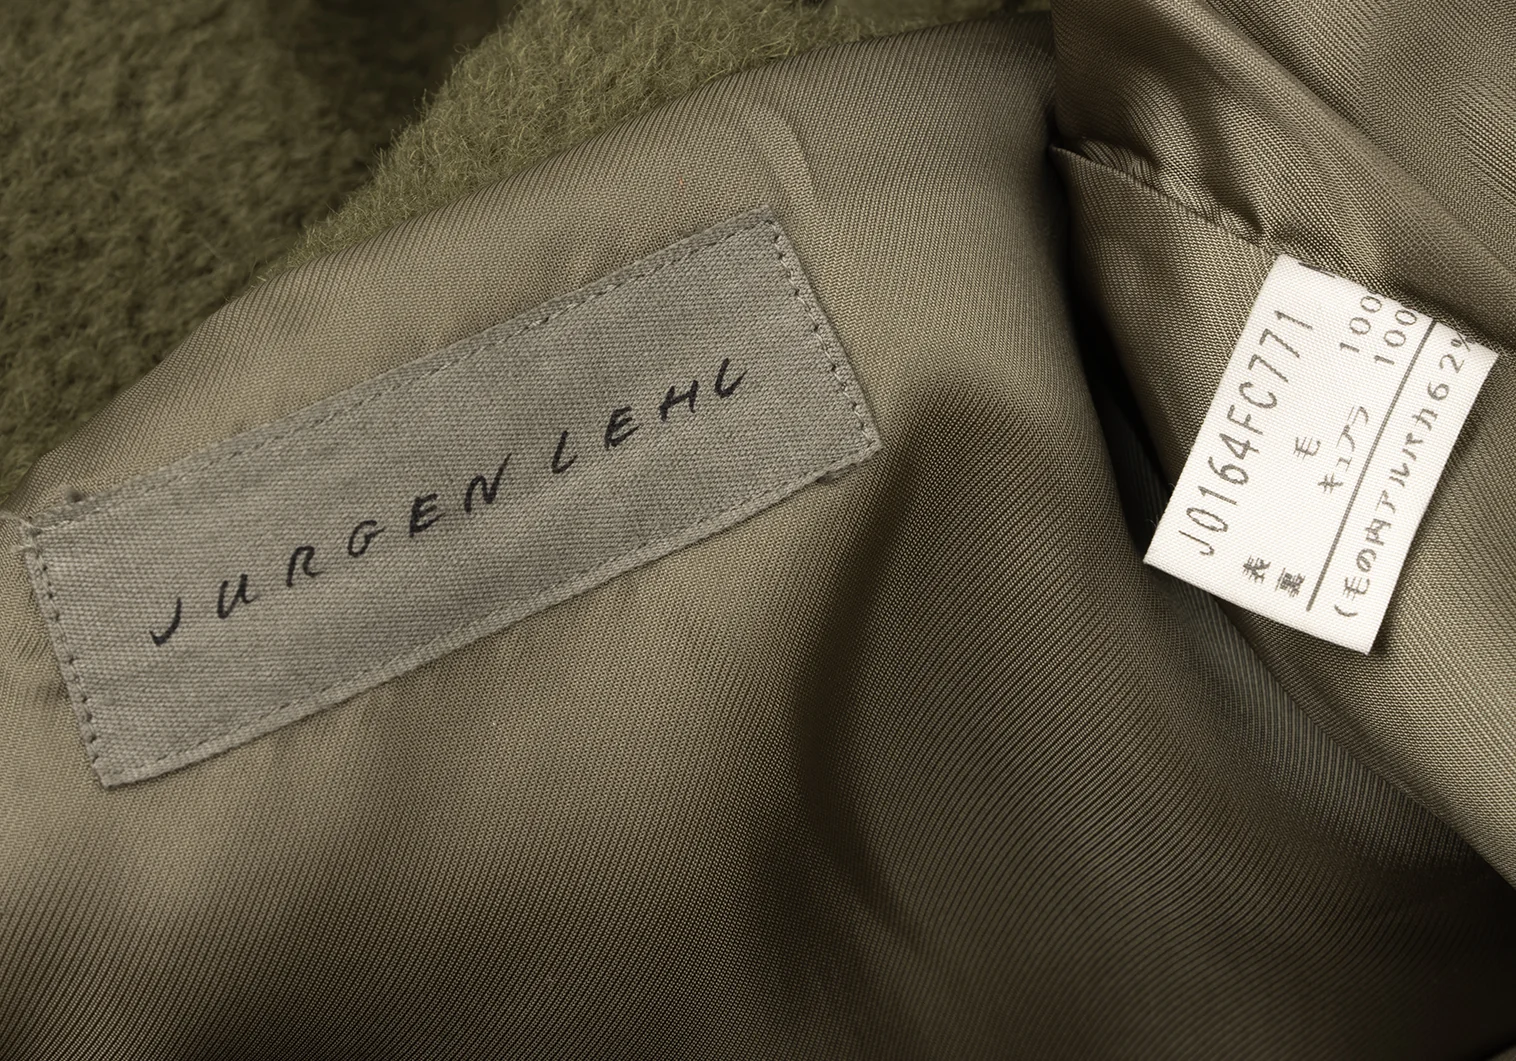 JURGEN LEHL
J0164FC771
表 毛 100
裏 キュプラ 100
(毛の内アルパカ62%